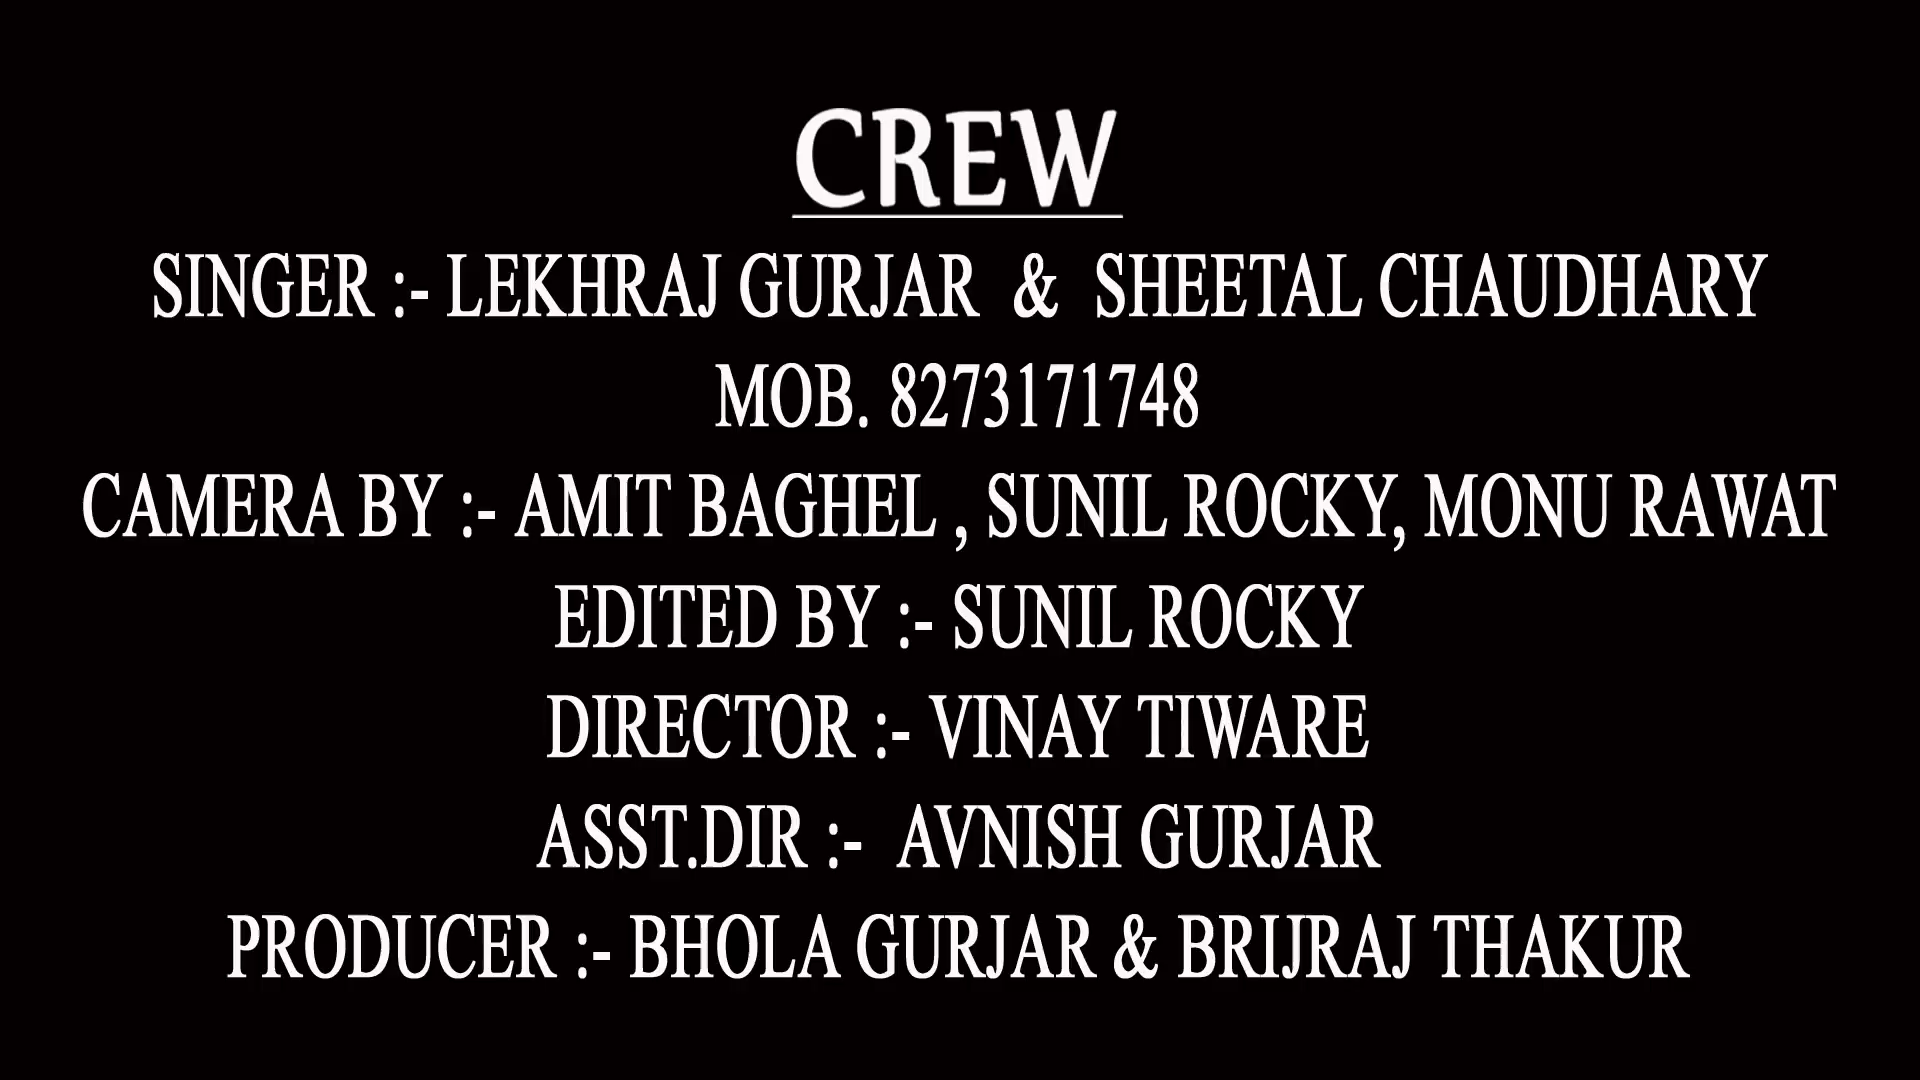 CREW
SINGER :- LEKHRAJ GURJAR & SHEETAL CHAUDHARY
MOB. 8273171748
CAMERA BY :- AMIT BAGHEL , SUNIL ROCKY, MONU RAWAT
EDITED BY :- SUNIL ROCKY
DIRECTOR :- VINAY TIWARE
ASST.DIR :- AVNISH GURJAR
PRODUCER :- BHOLA GURJAR & BRIJRAJ THAKUR